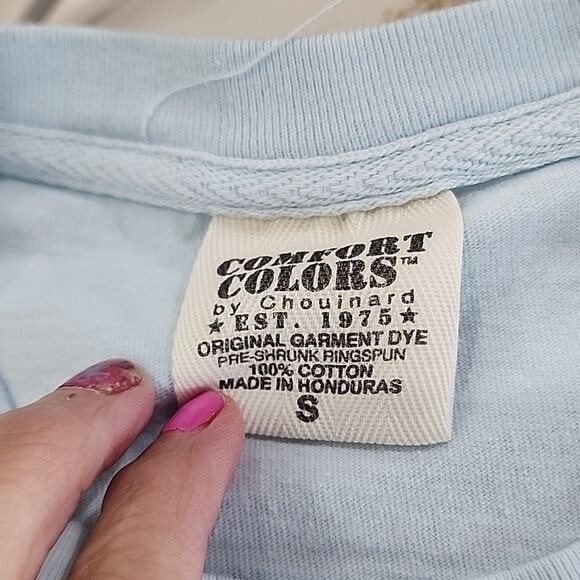 COMFORT
COLORS™
by Chouinard
★ EST. 1975 ★
ORIGINAL GARMENT DYE
PRE-SHRUNK RINGSPUN
100% COTTON
MADE IN HONDURAS
S